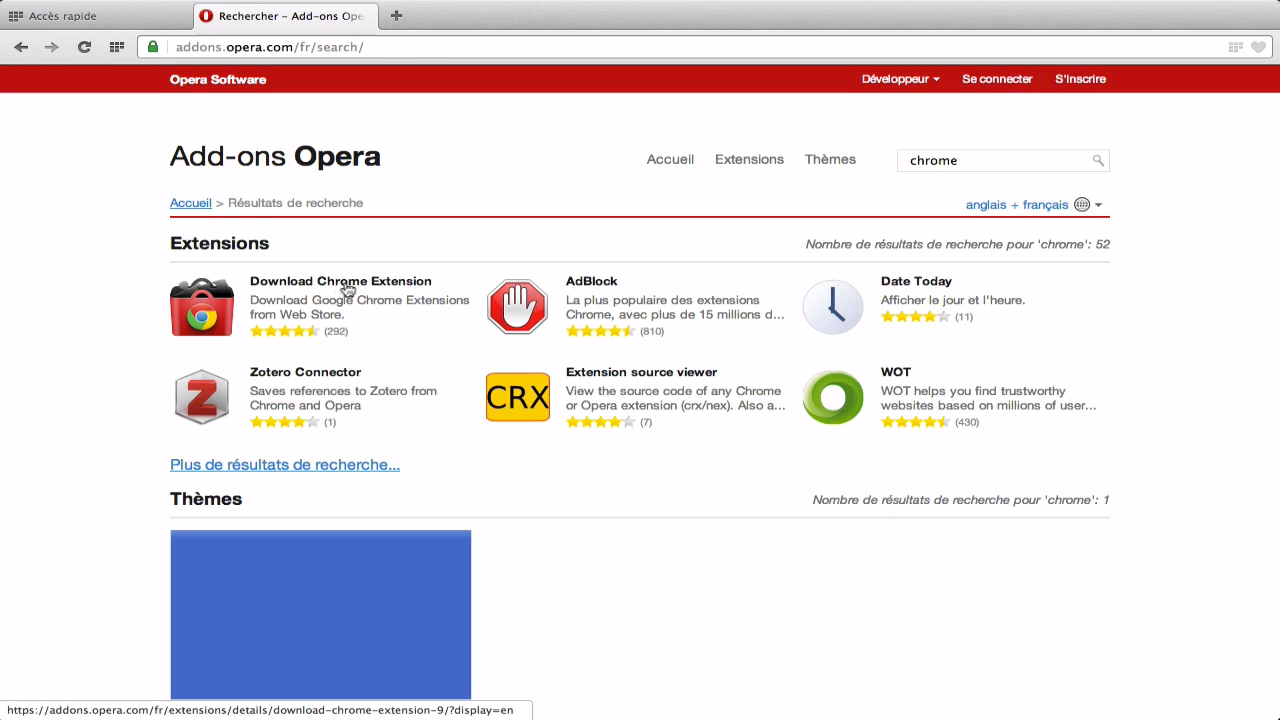 Accès rapide
Rechercher – Add-ons Ope
addons.opera.com/fr/search/
Opera Software
Développeur
Se connecter
S'inscrire
Add-ons Opera
Accueil
Extensions
Thèmes
chrome
Accueil > Résultats de recherche
anglais + français
Extensions
Nombre de résultats de recherche pour 'chrome': 52
Download Chrome Extension
Download Google Chrome Extensions
from Web Store.
(292)
AdBlock
La plus populaire des extensions
Chrome, avec plus de 15 millions d...
(810)
Date Today
Afficher le jour et l'heure.
(11)
Z
Zotero Connector
Saves references to Zotero from
Chrome and Opera
(1)
CRX
Extension source viewer
View the source code of any Chrome
or Opera extension (crx/nex). Also a...
(7)
WOT
WOT helps you find trustworthy
websites based on millions of user...
(430)
Plus de résultats de recherche...
Thèmes
Nombre de résultats de recherche pour 'chrome': 1
https://addons.opera.com/fr/extensions/details/download-chrome-extension-9/?display=en